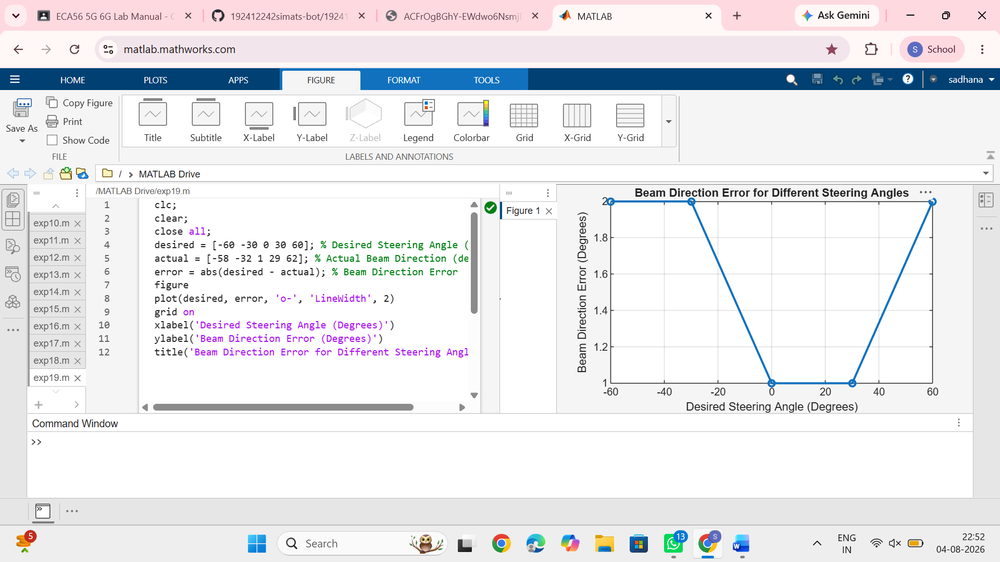 ECA56 5G 6G Lab Manual -
192412242simats-bot/1924
ACFrOgBGhY-EWdwo6Nsmj
MATLAB
Ask Gemini
matlab.mathworks.com
S
School
HOME
PLOTS
APPS
FIGURE
FORMAT
TOOLS
sadhana
Save As
Copy Figure
Print
Show Code
FILE
Title
Subtitle
X-Label
Y-Label
Z-Label
Legend
Colorbar
Grid
X-Grid
Y-Grid
LABELS AND ANNOTATIONS
/ › MATLAB Drive
/MATLAB Drive/exp19.m
exp10.m
exp11.m
exp12.m
exp13.m
exp14.m
exp15.m
exp16.m
exp17.m
exp18.m
exp19.m
1 clc;
2 clear;
3 close all;
4 desired = [-60 -30 0 30 60]; % Desired Steering Angle (
5 actual = [-58 -32 1 29 62]; % Actual Beam Direction (de
6 error = abs(desired - actual); % Beam Direction Error
7 figure
8 plot(desired, error, 'o-', 'LineWidth', 2)
9 grid on
10 xlabel('Desired Steering Angle (Degrees)')
11 ylabel('Beam Direction Error (Degrees)')
12 title('Beam Direction Error for Different Steering Angl
Figure 1
Beam Direction Error for Different Steering Angles
Beam Direction Error (Degrees)
2
1.8
1.6
1.4
1.2
1
-60 -40 -20 0 20 40 60
Desired Steering Angle (Degrees)
Command Window
>>
5
Search
13
S
ENG
IN
22:52
04-08-2026